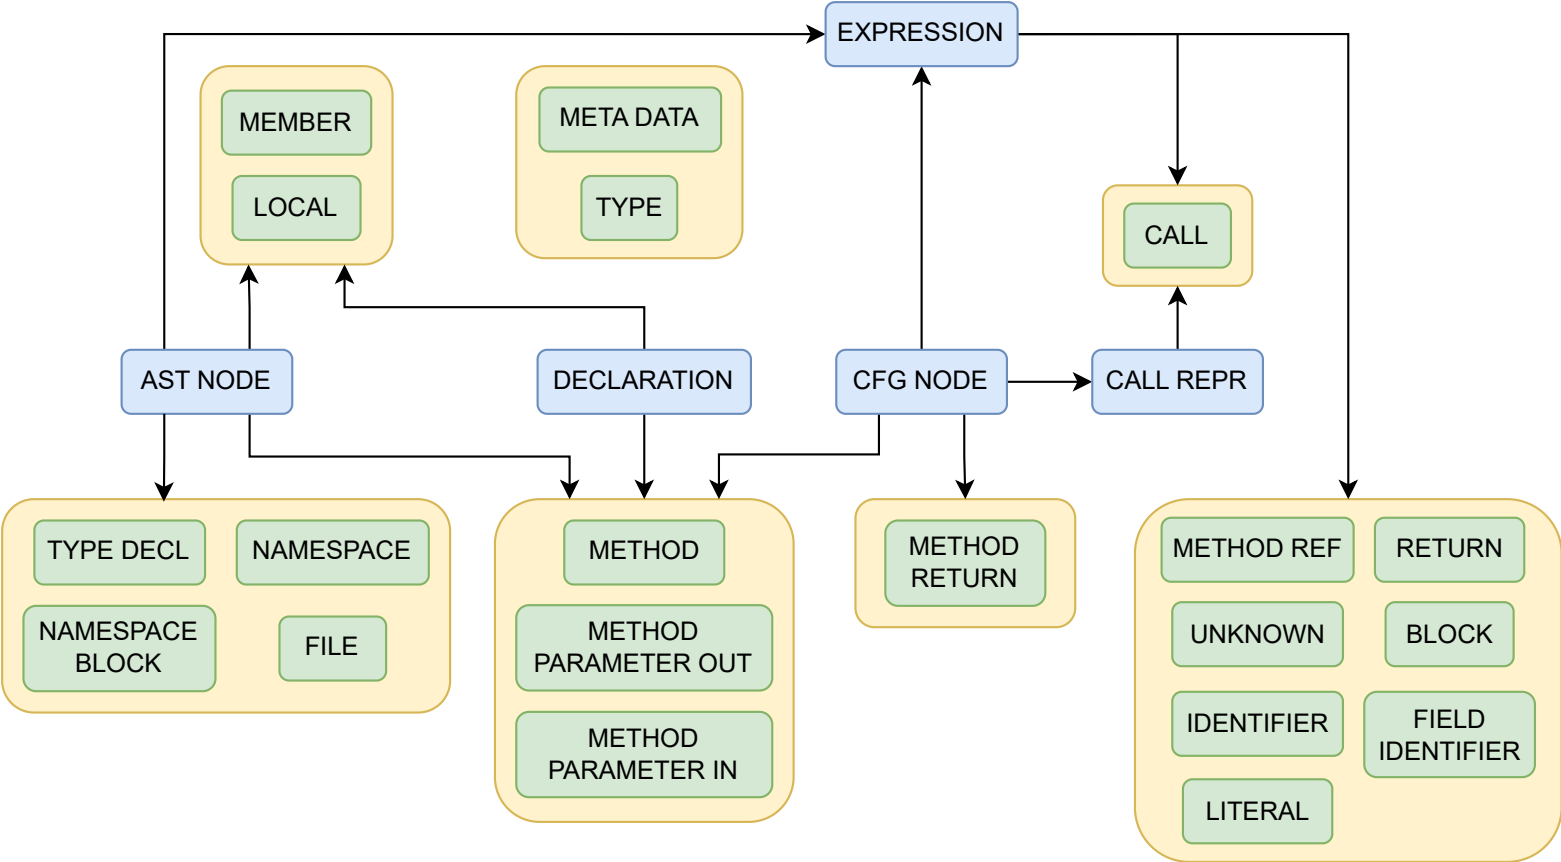 EXPRESSION
MEMBER
META DATA
LOCAL
TYPE
CALL
AST NODE
DECLARATION
CFG NODE
CALL REPR
TYPE DECL
NAMESPACE
NAMESPACE
BLOCK
FILE
METHOD
METHOD
PARAMETER OUT
METHOD
PARAMETER IN
METHOD
RETURN
METHOD REF
RETURN
UNKNOWN
BLOCK
IDENTIFIER
FIELD
IDENTIFIER
LITERAL